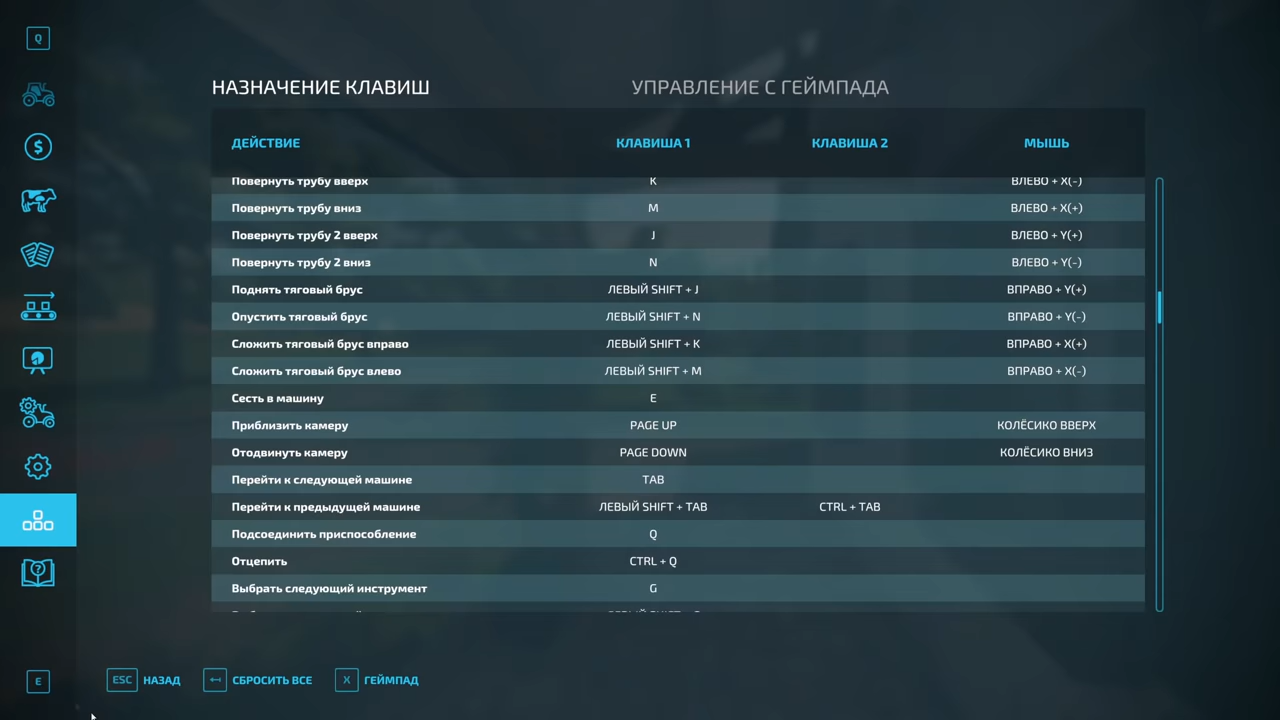 Q
НАЗНАЧЕНИЕ КЛАВИШ УПРАВЛЕНИЕ С ГЕЙМПАДА
ДЕЙСТВИЕ КЛАВИША 1 КЛАВИША 2 МЫШЬ
Повернуть трубу вверх K ВЛЕВО + X(-)
Повернуть трубу вниз M ВЛЕВО + X(+)
Повернуть трубу 2 вверх J ВЛЕВО + Y(+)
Повернуть трубу 2 вниз N ВЛЕВО + Y(-)
Поднять тяговый брус ЛЕВЫЙ SHIFT + J ВПРАВО + Y(+)
Опустить тяговый брус ЛЕВЫЙ SHIFT + N ВПРАВО + Y(-)
Сложить тяговый брус вправо ЛЕВЫЙ SHIFT + K ВПРАВО + X(+)
Сложить тяговый брус влево ЛЕВЫЙ SHIFT + M ВПРАВО + X(-)
Сесть в машину E
Приблизить камеру PAGE UP КОЛЁСИКО ВВЕРХ
Отодвинуть камеру PAGE DOWN КОЛЁСИКО ВНИЗ
Перейти к следующей машине TAB
Перейти к предыдущей машине ЛЕВЫЙ SHIFT + TAB CTRL + TAB
Подсоединить приспособление Q
Отцепить CTRL + Q
Выбрать следующий инструмент G
E ESC НАЗАД СБРОСИТЬ ВСЕ X ГЕЙМПАД